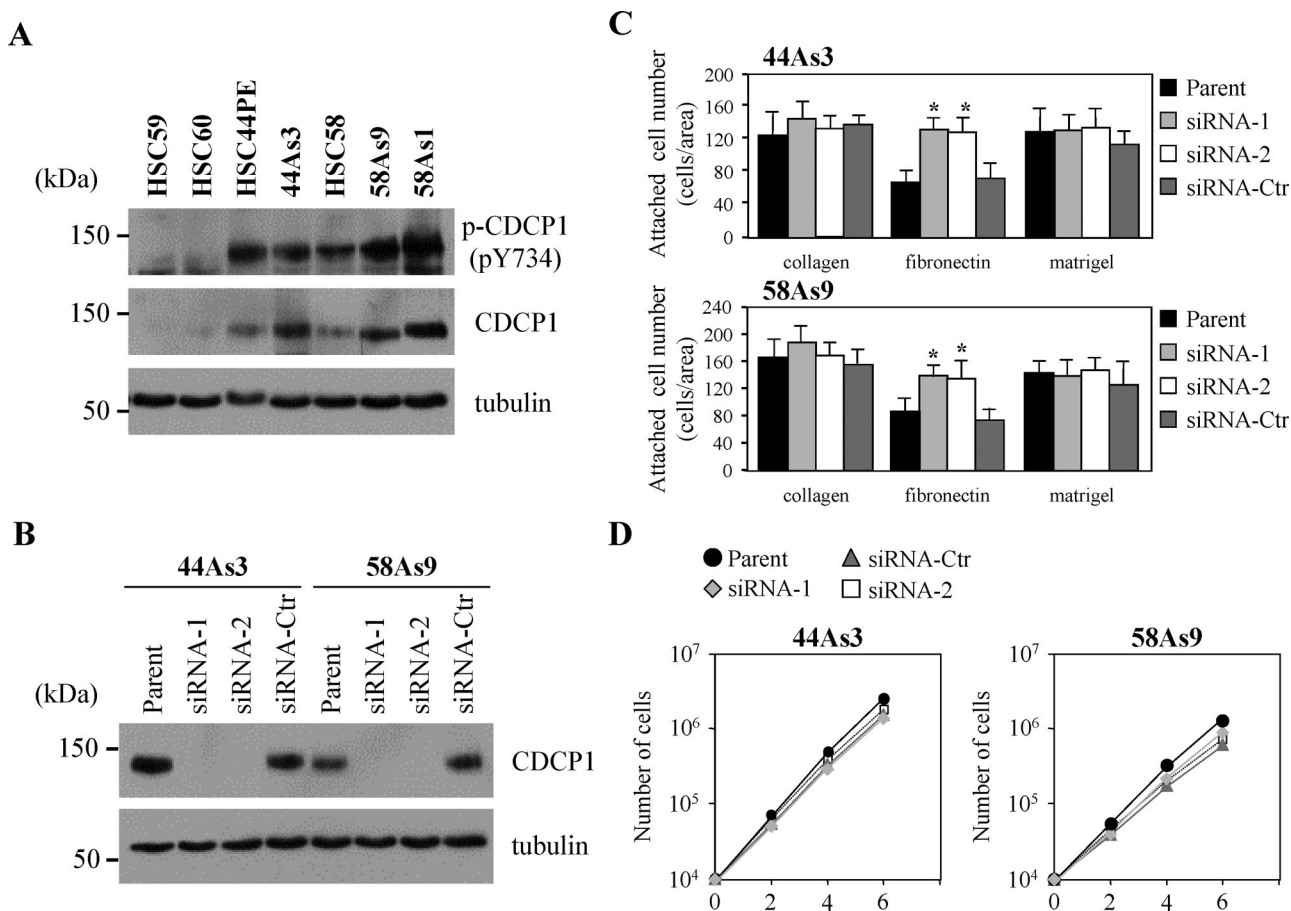 A
HSC59
HSC60
HSC44PE
44As3
HSC58
58As9
58As1
(kDa)
150
p-CDCP1
(pY734)
150
CDCP1
50
tubulin
B
44As3
58As9
Parent
siRNA-1
siRNA-2
siRNA-Ctr
Parent
siRNA-1
siRNA-2
siRNA-Ctr
(kDa)
150
CDCP1
50
tubulin
C
44As3
Attached cell number
(cells/area)
200
160
120
80
40
0
* *
collagen
fibronectin
matrigel
Parent
siRNA-1
siRNA-2
siRNA-Ctr
58As9
Attached cell number
(cells/area)
240
200
160
120
80
40
0
* *
collagen
fibronectin
matrigel
Parent
siRNA-1
siRNA-2
siRNA-Ctr
D
Parent
siRNA-Ctr
siRNA-1
siRNA-2
44As3
Number of cells
10⁷
10⁶
10⁵
10⁴
0 2 4 6
58As9
Number of cells
10⁷
10⁶
10⁵
10⁴
0 2 4 6